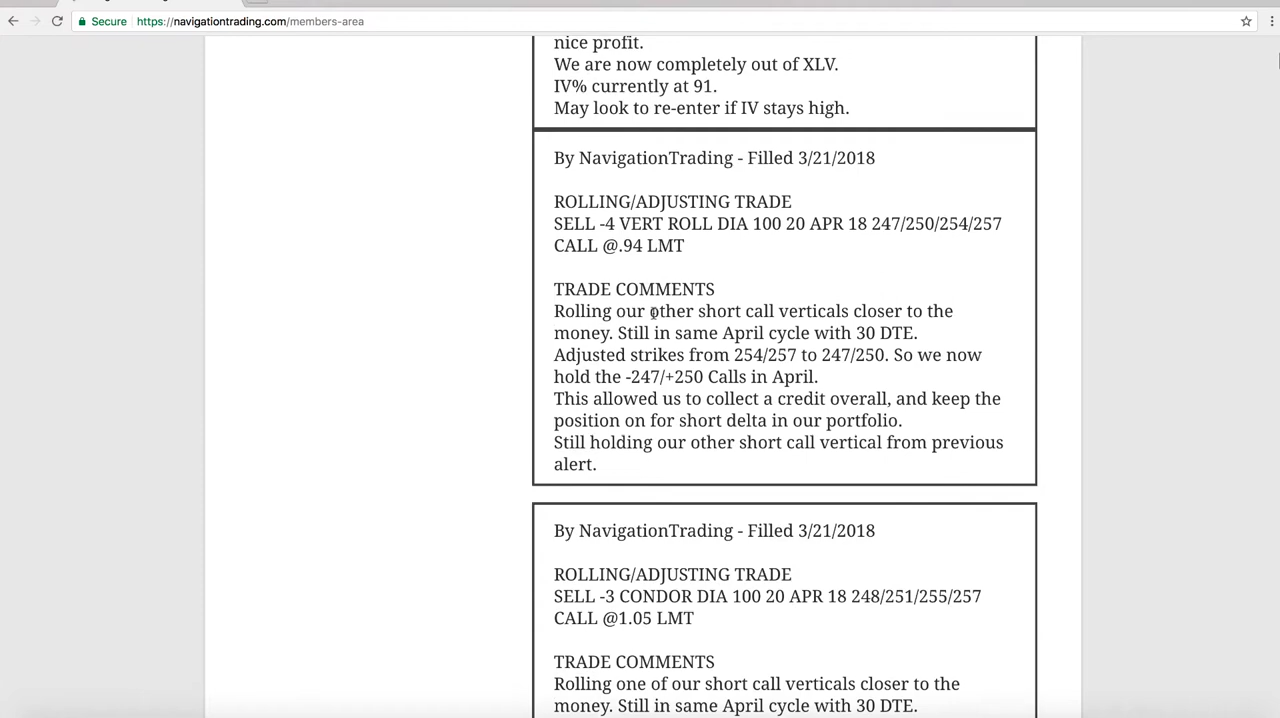 Secure https://navigationtrading.com/members-area
nice profit.
We are now completely out of XLV.
IV% currently at 91.
May look to re-enter if IV stays high.
By NavigationTrading - Filled 3/21/2018
ROLLING/ADJUSTING TRADE
SELL -4 VERT ROLL DIA 100 20 APR 18 247/250/254/257
CALL @.94 LMT
TRADE COMMENTS
Rolling our other short call verticals closer to the
money. Still in same April cycle with 30 DTE.
Adjusted strikes from 254/257 to 247/250. So we now
hold the -247/+250 Calls in April.
This allowed us to collect a credit overall, and keep the
position on for short delta in our portfolio.
Still holding our other short call vertical from previous
alert.
By NavigationTrading - Filled 3/21/2018
ROLLING/ADJUSTING TRADE
SELL -3 CONDOR DIA 100 20 APR 18 248/251/255/257
CALL @1.05 LMT
TRADE COMMENTS
Rolling one of our short call verticals closer to the
money. Still in same April cycle with 30 DTE.